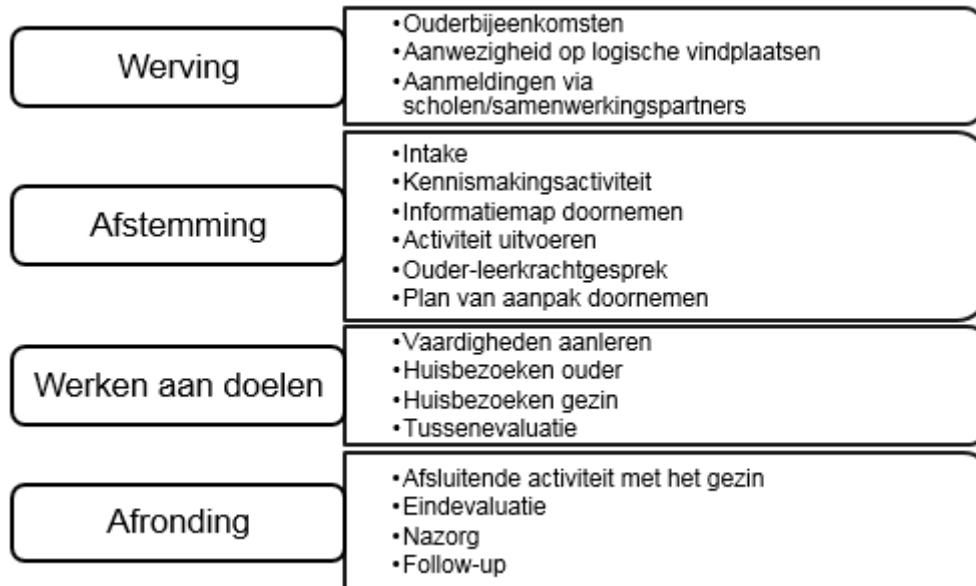 Werving
•Ouderbijeenkomsten
•Aanwezigheid op logische vindplaatsen
•Aanmeldingen via
scholen/samenwerkingspartners
Afstemming
•Intake
•Kennismakingsactiviteit
•Informatiemap doornemen
•Activiteit uitvoeren
•Ouder-leerkrachtgesprek
•Plan van aanpak doornemen
Werken aan doelen
•Vaardigheden aanleren
•Huisbezoeken ouder
•Huisbezoeken gezin
•Tussenevaluatie
Afronding
•Afsluitende activiteit met het gezin
•Eindevaluatie
•Nazorg
•Follow-up